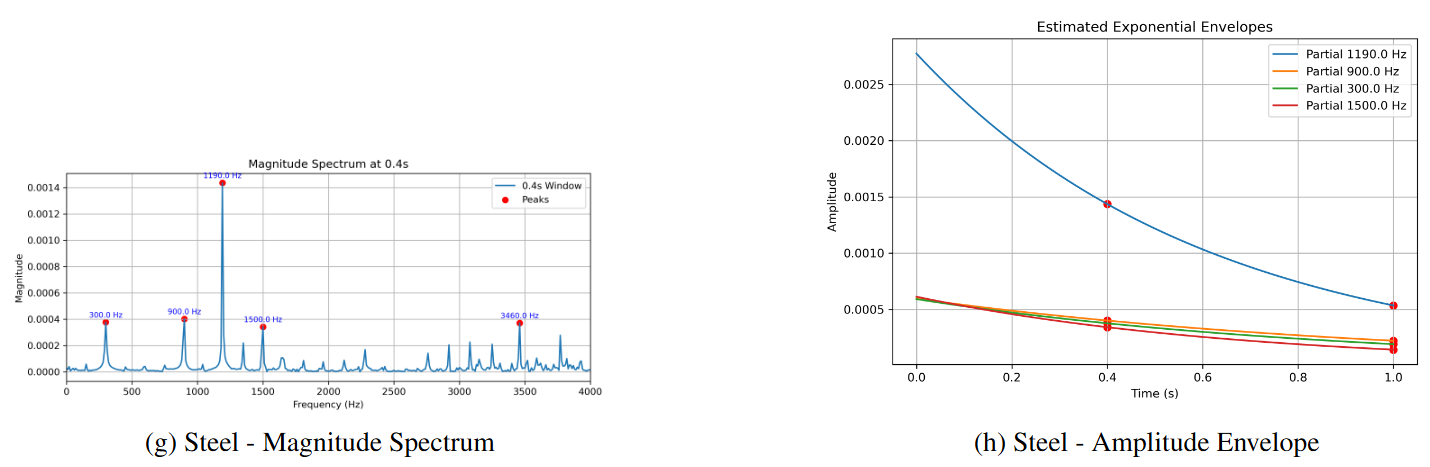 Magnitude Spectrum at 0.4s
0.0014
0.0012
0.0010
0.0008
0.0006
0.0004
0.0002
0.0000
Magnitude
1190.0 Hz
300.0 Hz
900.0 Hz
1500.0 Hz
3460.0 Hz
0.4s Window
Peaks
0 500 1000 1500 2000 2500 3000 3500 4000
Frequency (Hz)
(g) Steel - Magnitude Spectrum
Estimated Exponential Envelopes
Partial 1190.0 Hz
Partial 900.0 Hz
Partial 300.0 Hz
Partial 1500.0 Hz
0.0025
0.0020
0.0015
0.0010
0.0005
Amplitude
0.0 0.2 0.4 0.6 0.8 1.0
Time (s)
(h) Steel - Amplitude Envelope